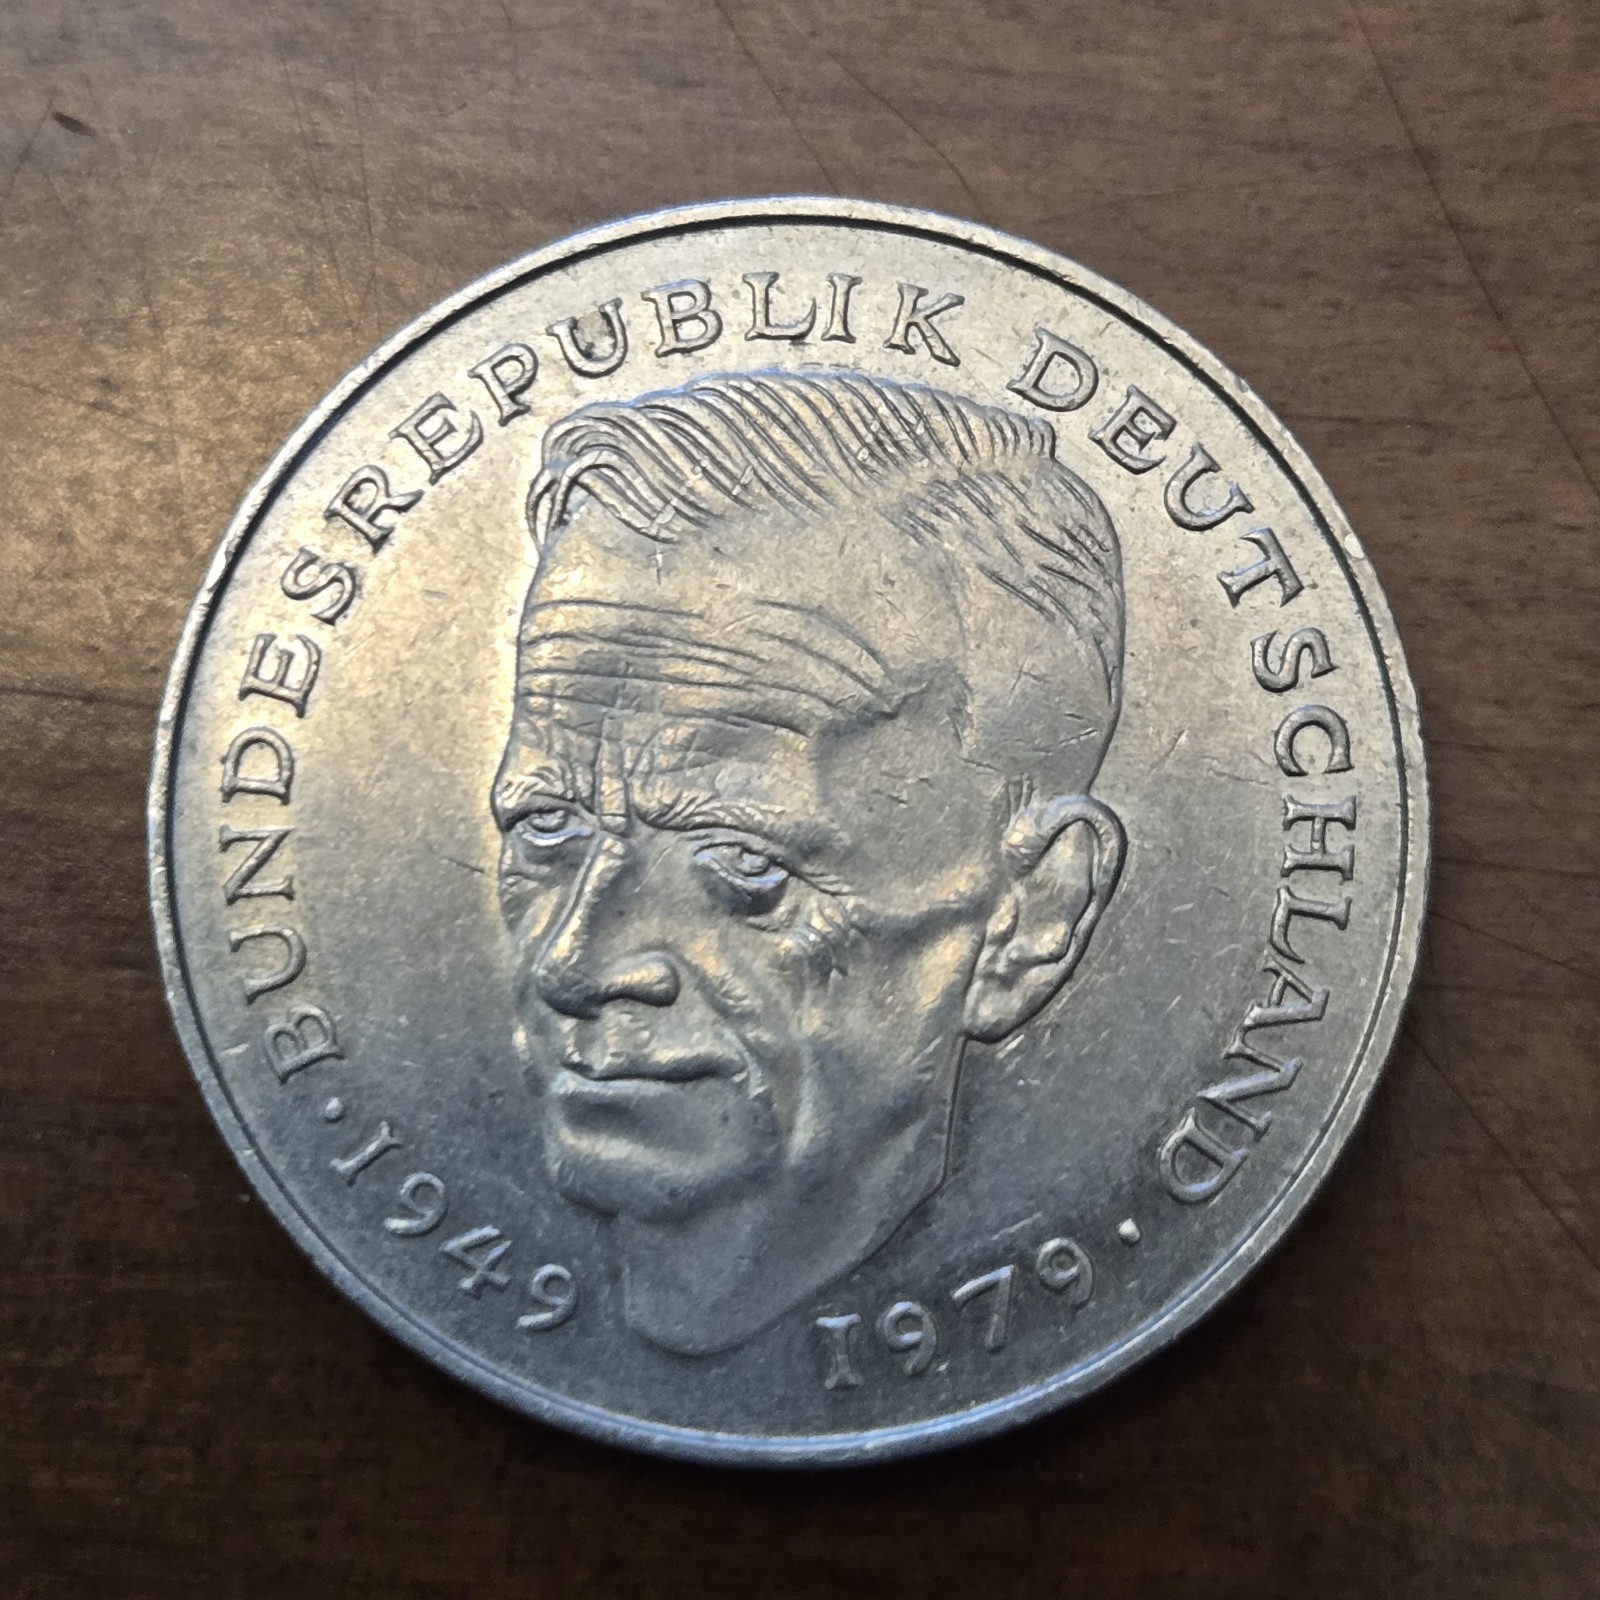 BUNDESREPUBLIK DEUTSCHLAND
· 1949 1979 ·